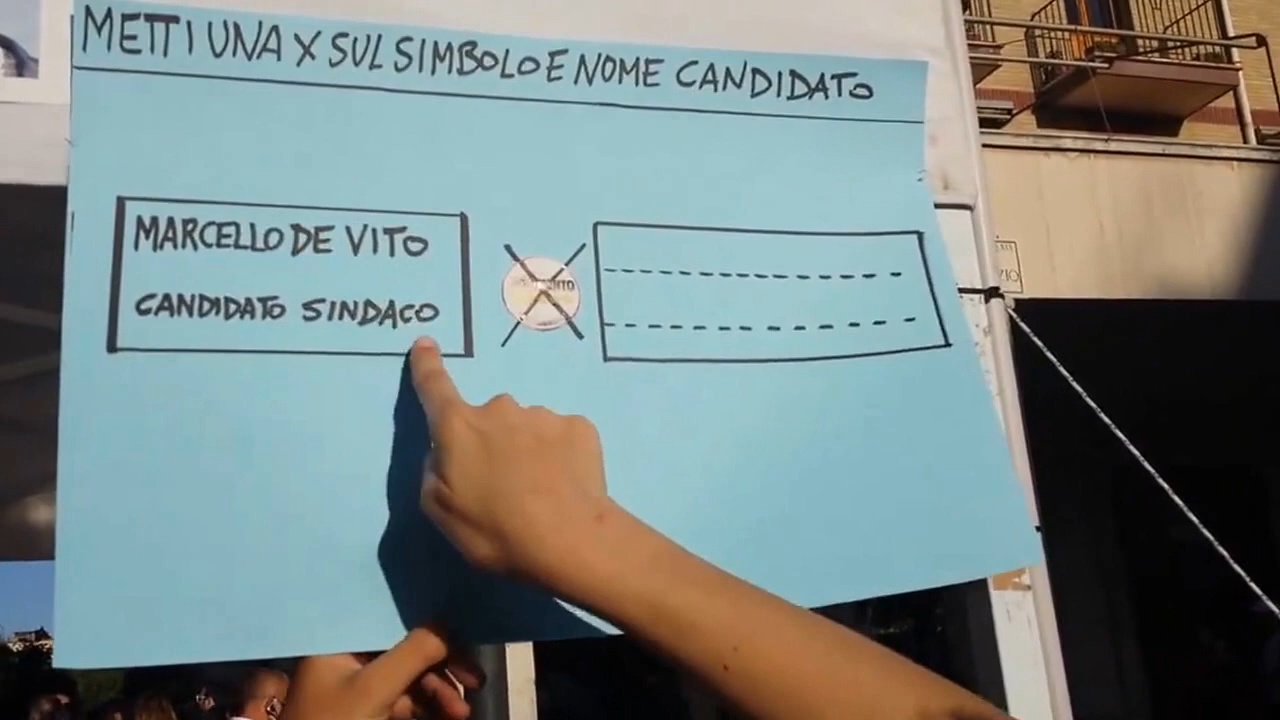 METTI UNA X SUL SIMBOLO E NOME CANDIDATO
MARCELLO DE VITO
CANDIDATO SINDACO